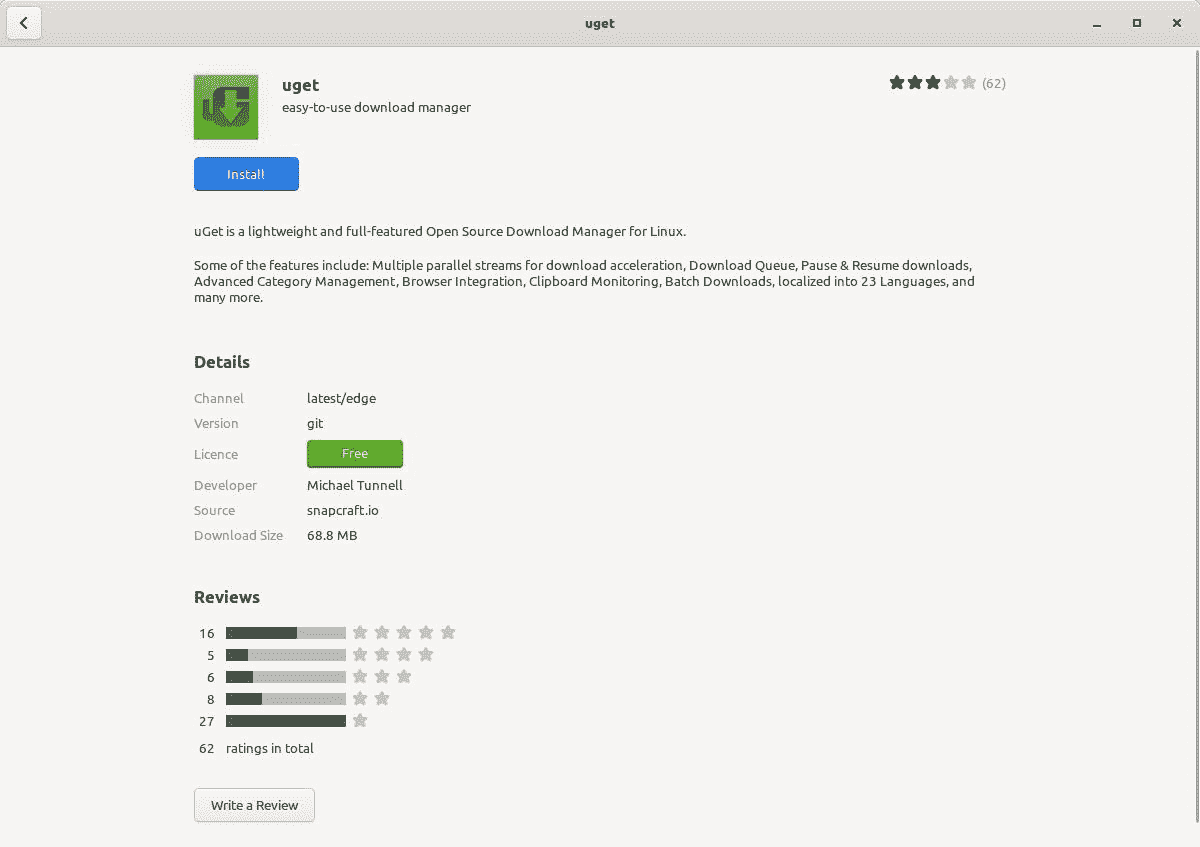 uget
uget
easy-to-use download manager
(62)
Install
uGet is a lightweight and full-featured Open Source Download Manager for Linux.
Some of the features include: Multiple parallel streams for download acceleration, Download Queue, Pause & Resume downloads,
Advanced Category Management, Browser Integration, Clipboard Monitoring, Batch Downloads, localized into 23 Languages, and
many more.
Details
Channel latest/edge
Version git
Licence Free
Developer Michael Tunnell
Source snapcraft.io
Download Size 68.8 MB
Reviews
16
5
6
8
27
62 ratings in total
Write a Review